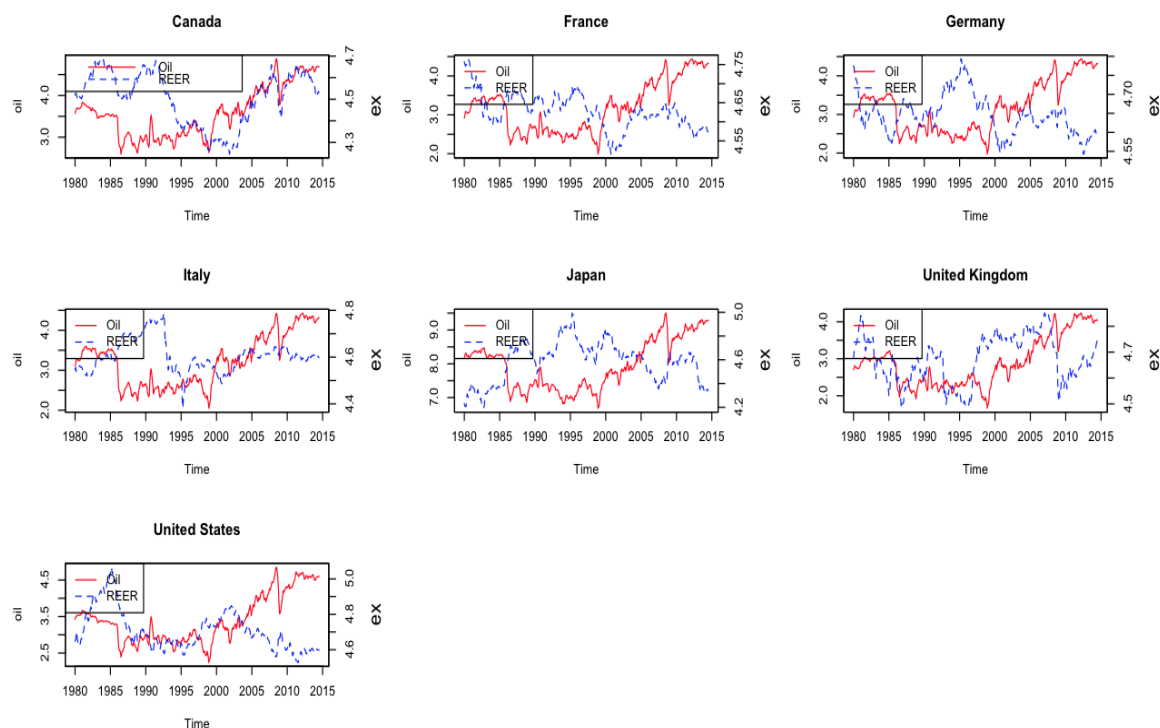 Canada
Oil
REER
oil
3.0 4.0
ex
4.3 4.5 4.7
1980 1985 1990 1995 2000 2005 2010 2015
Time
France
Oil
REER
oil
2.0 3.0 4.0
ex
4.55 4.65 4.75
1980 1985 1990 1995 2000 2005 2010 2015
Time
Germany
Oil
REER
oil
2.0 3.0 4.0
ex
4.55 4.70
1980 1985 1990 1995 2000 2005 2010 2015
Time
Italy
Oil
REER
oil
2.0 3.0 4.0
ex
4.4 4.6 4.8
1980 1985 1990 1995 2000 2005 2010 2015
Time
Japan
Oil
REER
oil
7.0 8.0 9.0
ex
4.2 4.6 5.0
1980 1985 1990 1995 2000 2005 2010 2015
Time
United Kingdom
Oil
REER
oil
2.0 3.0 4.0
ex
4.5 4.7
1980 1985 1990 1995 2000 2005 2010 2015
Time
United States
Oil
REER
oil
2.5 3.5 4.5
ex
4.6 4.8 5.0
1980 1985 1990 1995 2000 2005 2010 2015
Time